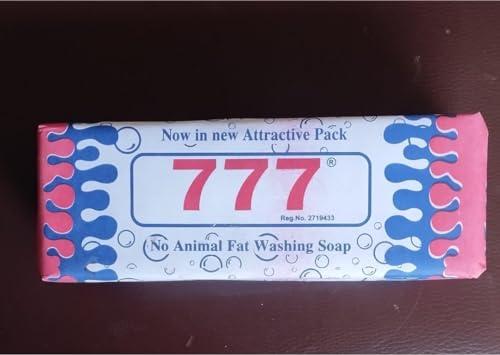 Now in new Attractive Pack
777®
Reg.No. 2719433
No Animal Fat Washing Soap